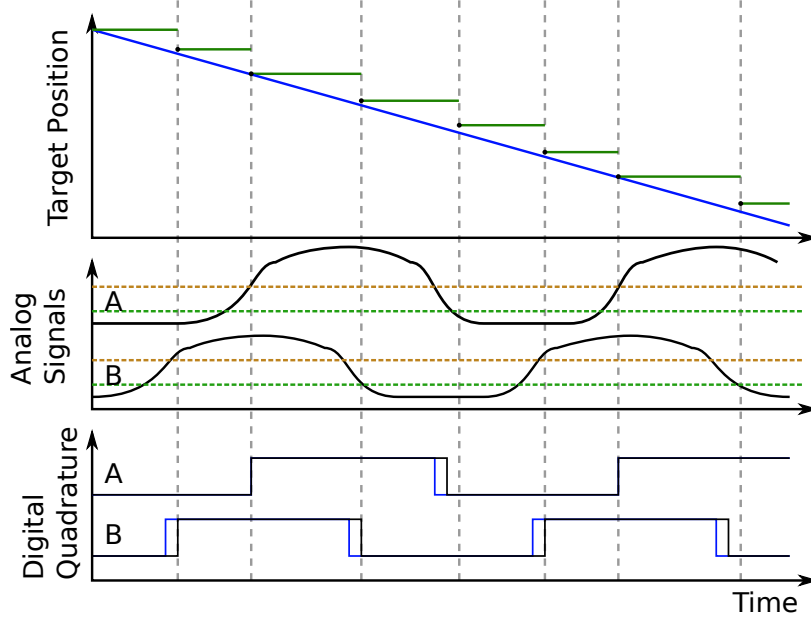 Target Position
Analog
Signals
A
B
Digital
Quadrature
A
B
Time